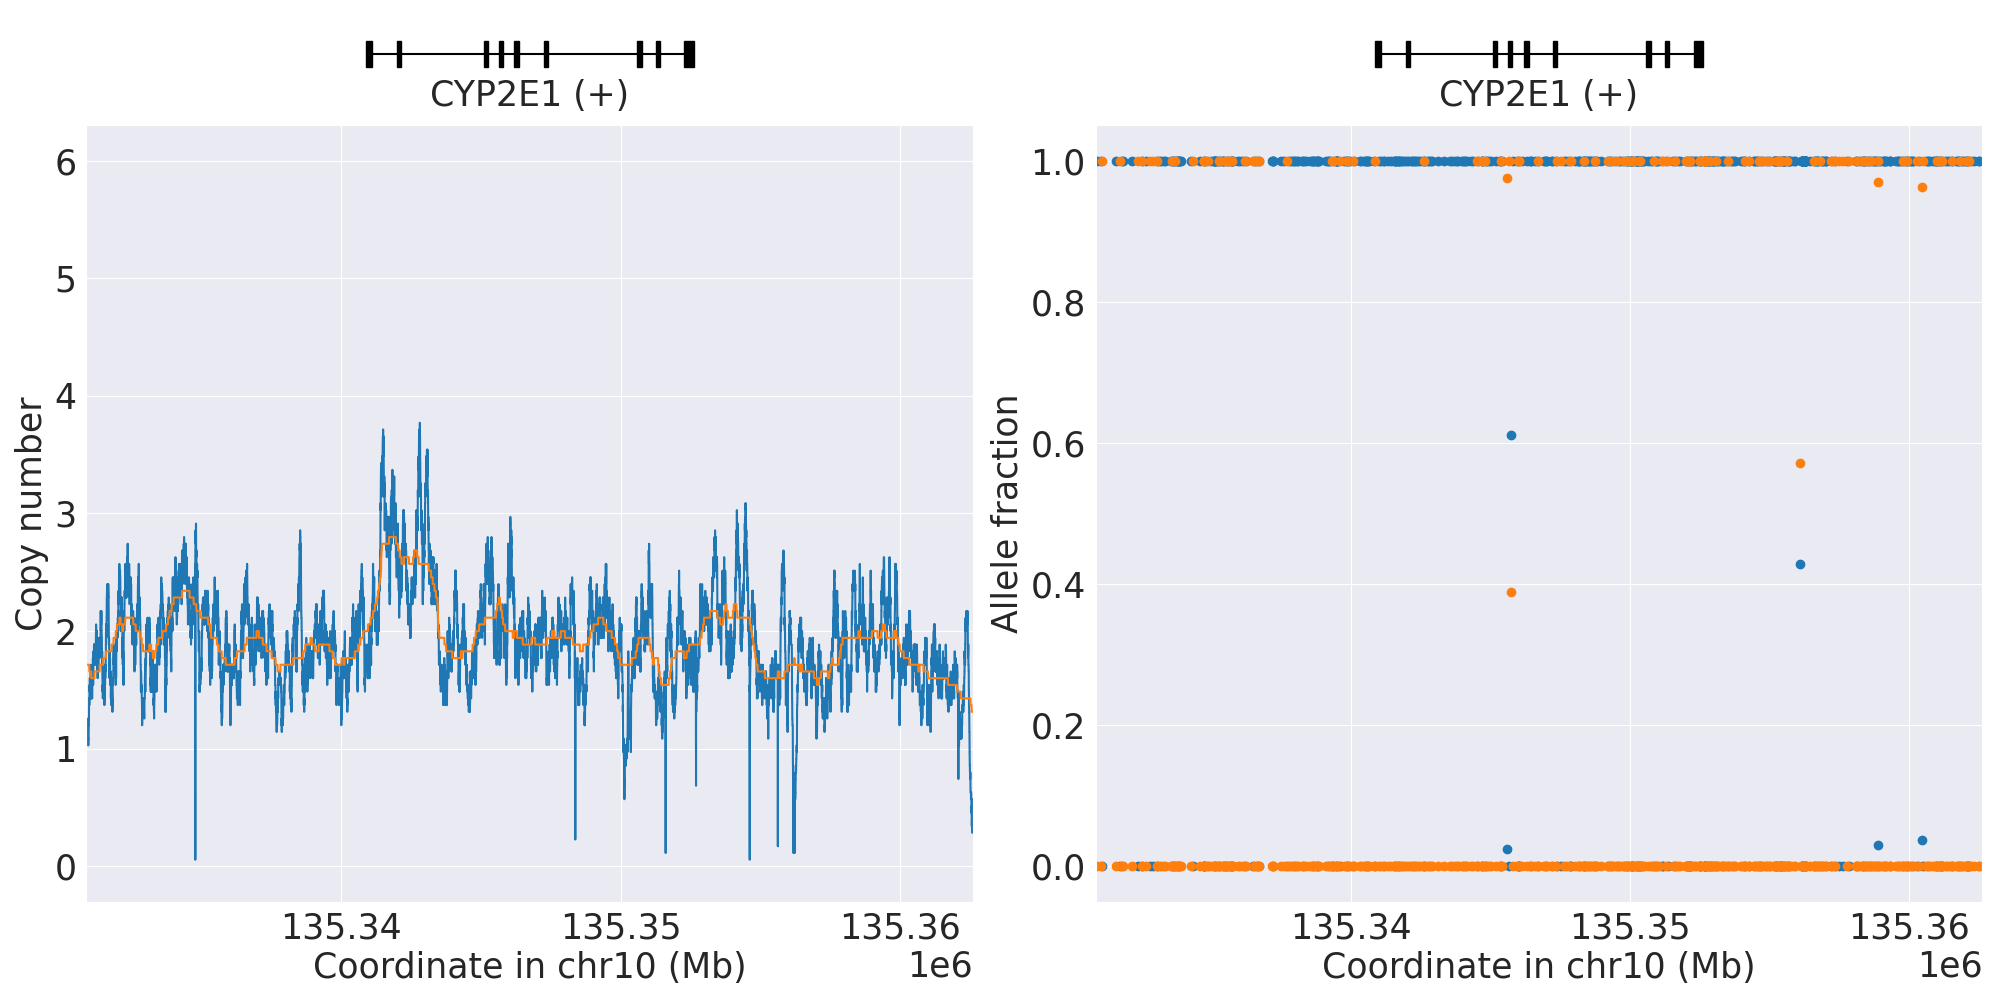 CYP2E1 (+)
6
5
4
3
2
1
0
Copy number
135.34
135.35
135.36
Coordinate in chr10 (Mb)
1e6
CYP2E1 (+)
1.0
0.8
0.6
0.4
0.2
0.0
Allele fraction
135.34
135.35
135.36
Coordinate in chr10 (Mb)
1e6